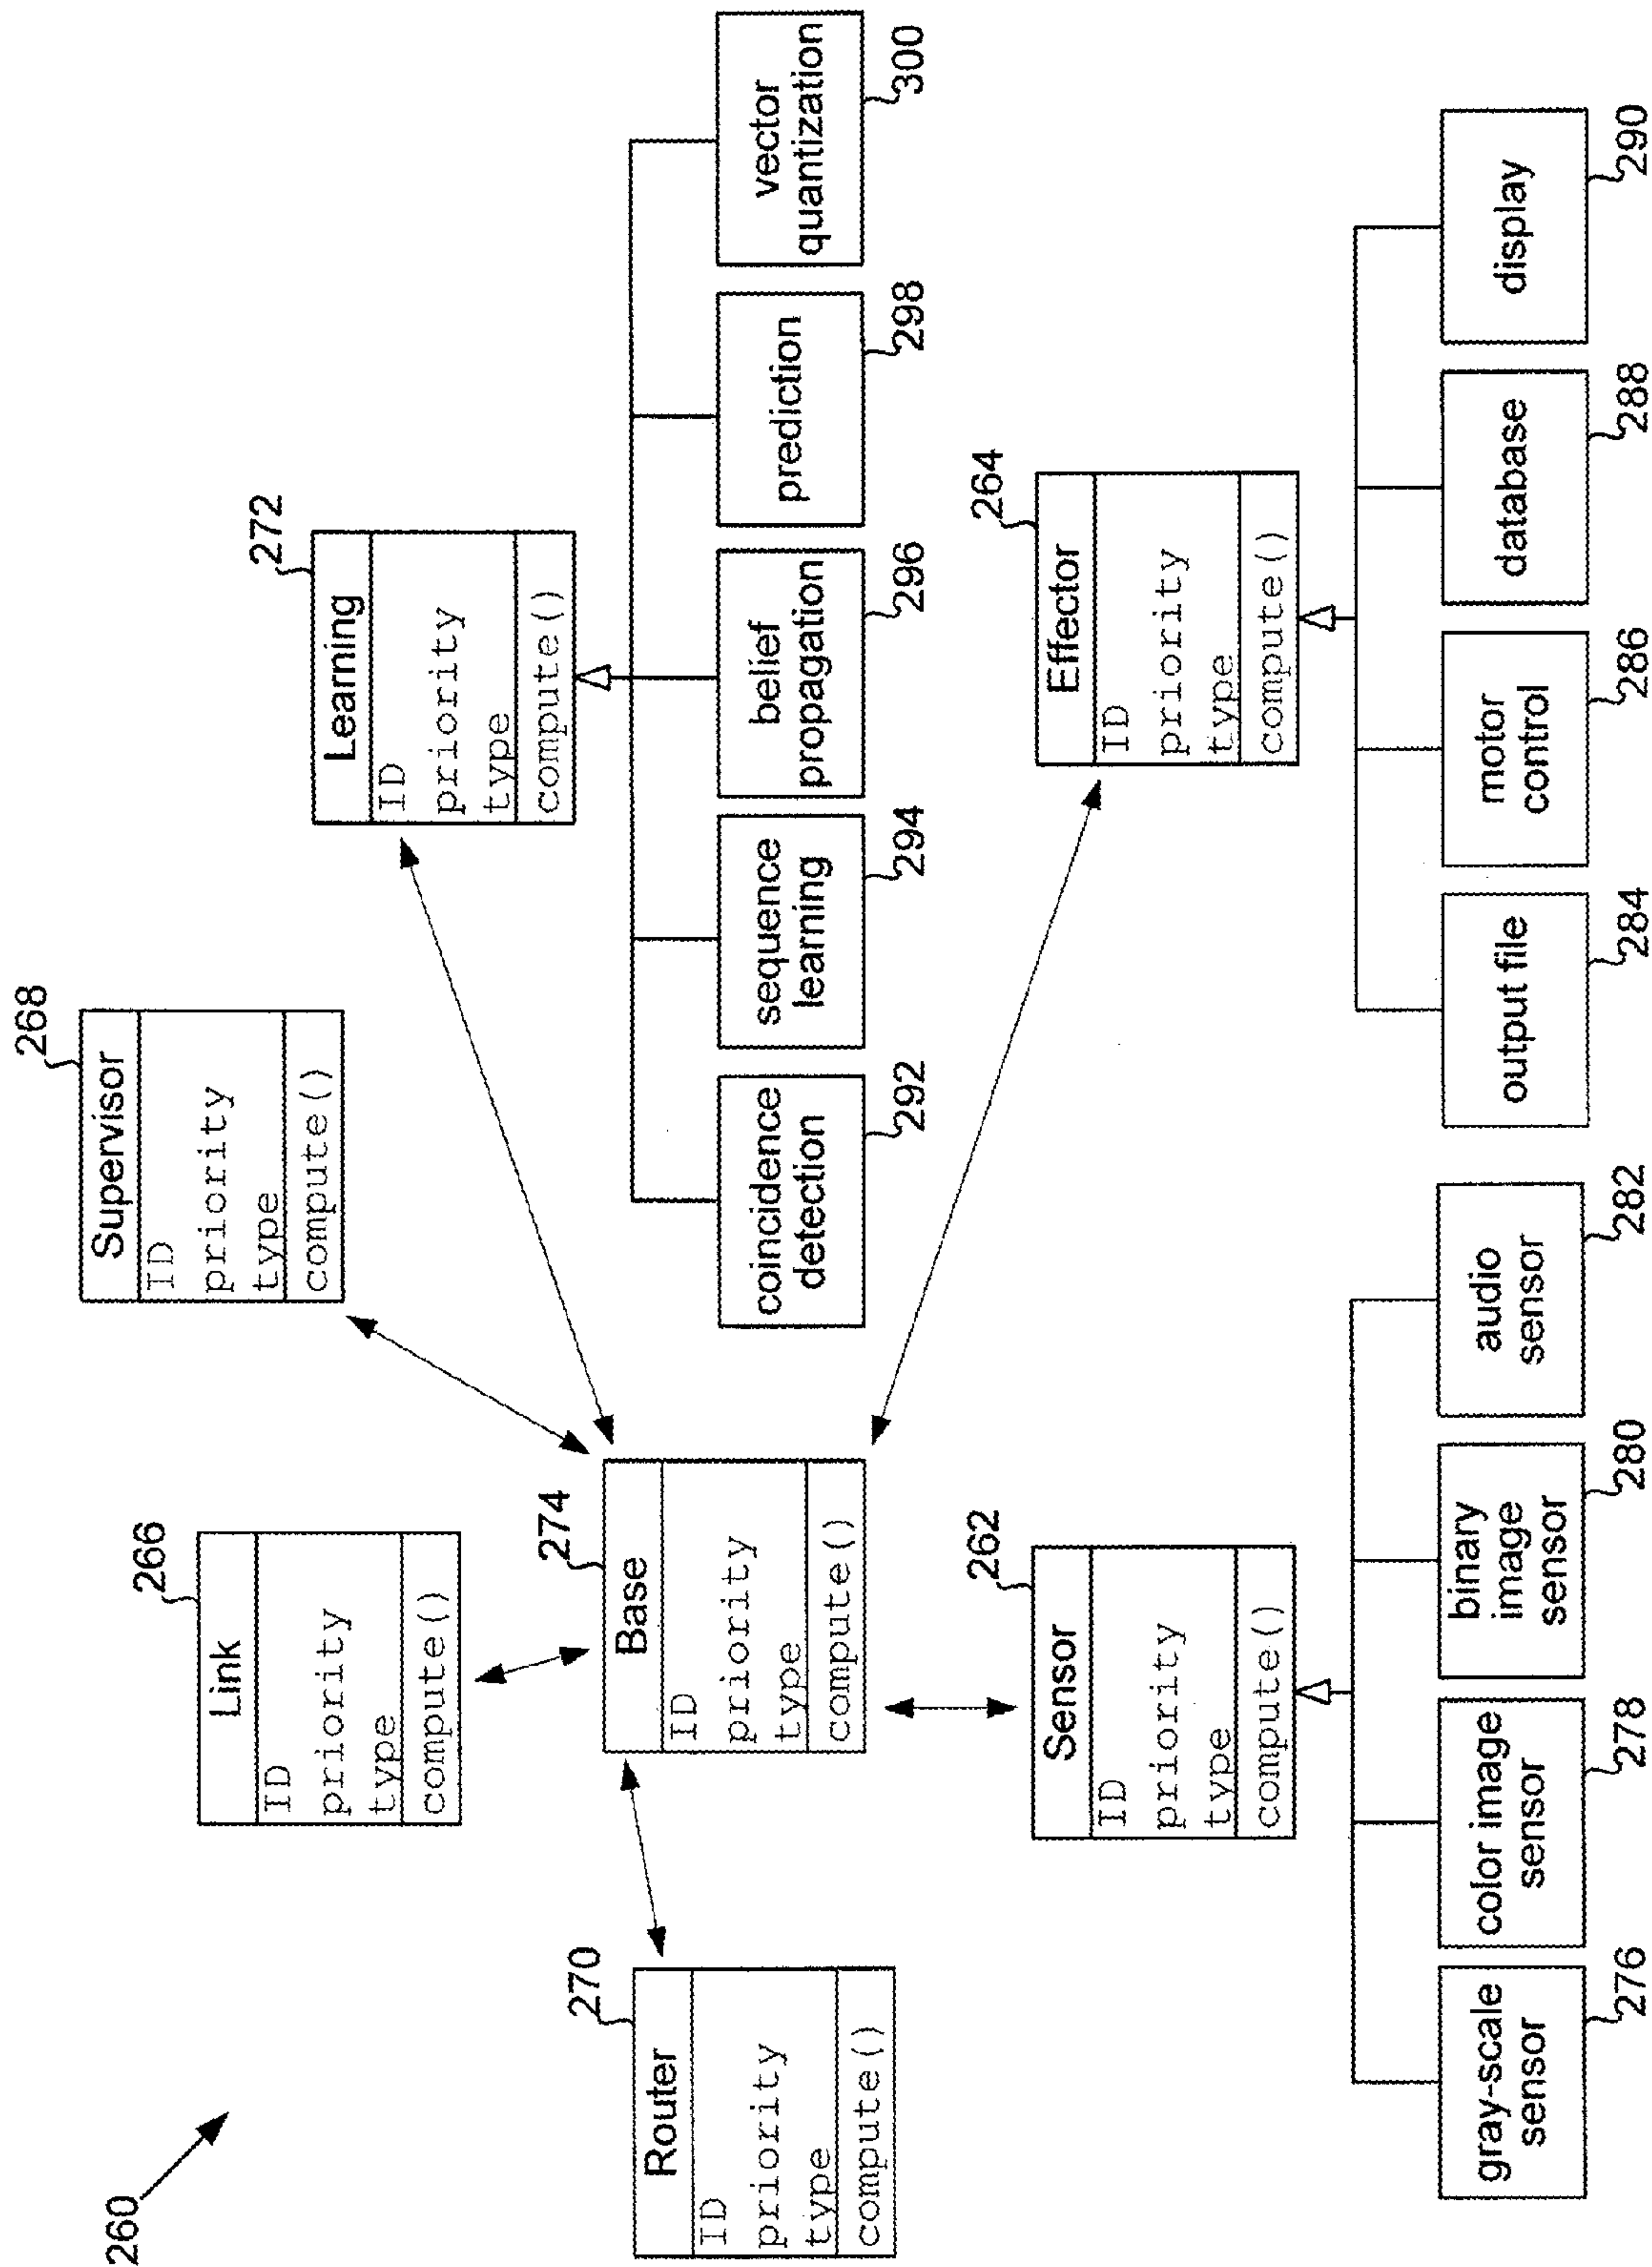 260
268
Supervisor
ID
priority
type
compute()
266
Link
ID
priority
type
compute()
272
Learning
ID
priority
type
compute()
270
Router
ID
priority
type
compute()
274
Base
ID
priority
type
compute()
coincidence
detection
292
sequence
learning
294
belief
propagation
296
prediction
298
vector
quantization
300
262
Sensor
ID
priority
type
compute()
264
Effector
ID
priority
type
compute()
gray-scale
sensor
276
color image
sensor
278
binary
image
sensor
280
audio
sensor
282
output file
284
motor
control
286
database
288
display
290